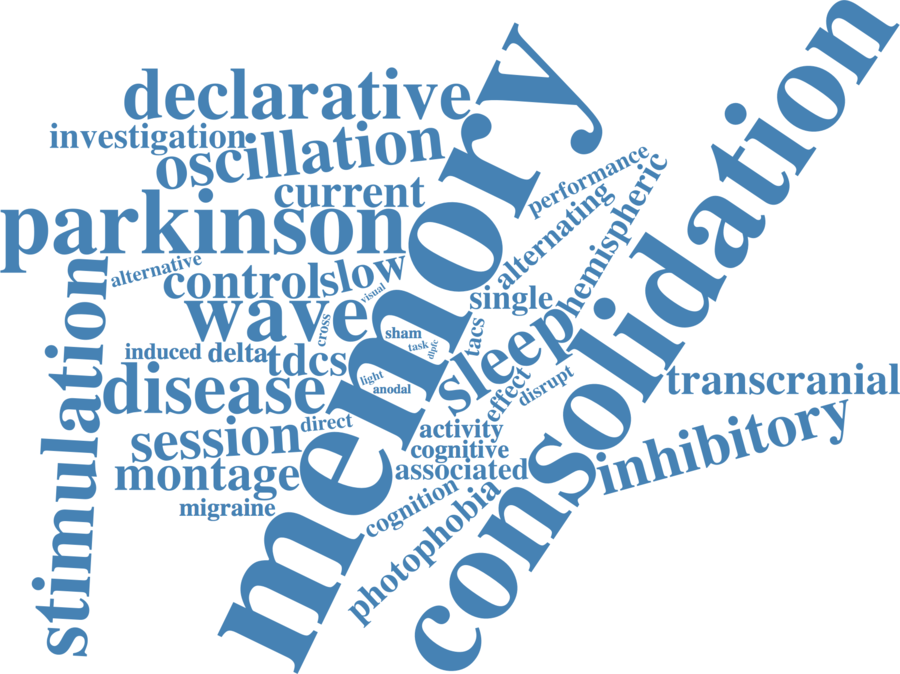 consolidation
memory
declarative
investigation
oscillation
current
parkinson
performance
alternating
hemispheric
alternative
controls
slow
visual
wave
cross
single
sham
task
dlpfc
tacs
sleep
induced
delta
tdcs
light
anodal
effect
disrupt
transcranial
disease
direct
session
activity
cognitive
associated
inhibitory
montage
migraine
cognition
photophobia
stimulation